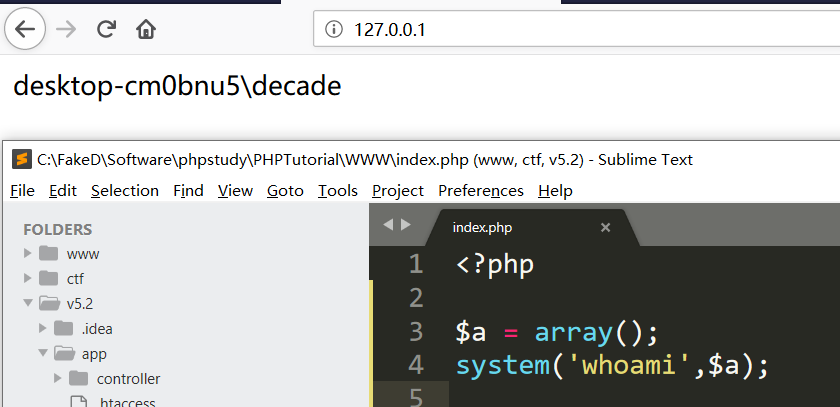 127.0.0.1
desktop-cm0bnu5\decade
C:\FakeD\Software\phpstudy\PHPTutorial\WWW\index.php (www, ctf, v5.2) - Sublime Text
File Edit Selection Find View Goto Tools Project Preferences Help
FOLDERS
www
ctf
v5.2
.idea
app
controller
.htaccess
index.php
1 <?php
2
3 $a = array();
4 system('whoami',$a);
5